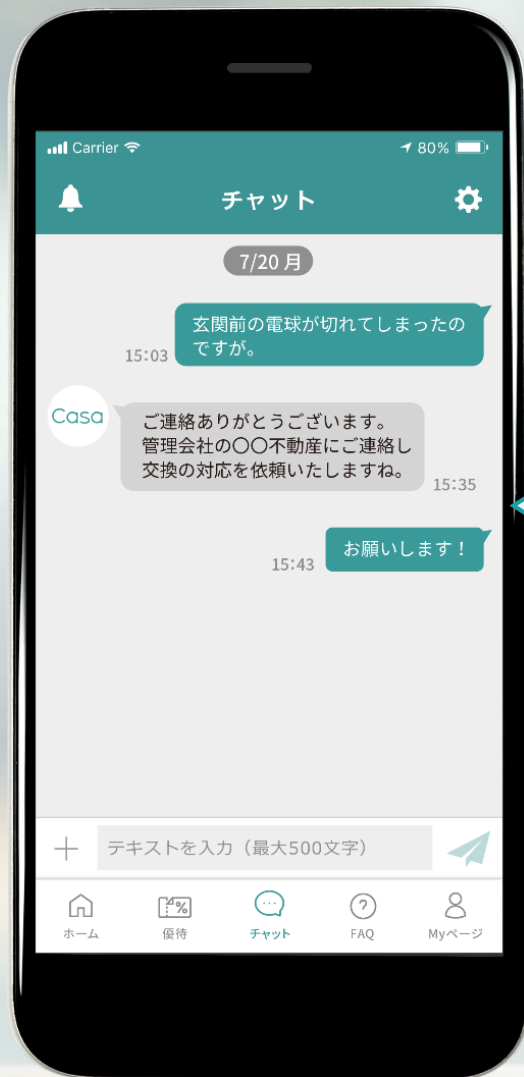 Carrier 80%
チャット
7/20 月
玄関前の電球が切れてしまったの
ですが。
15:03
Casa
ご連絡ありがとうございます。
管理会社の〇〇不動産にご連絡し
交換の対応を依頼いたしますね。
15:35
お願いします！
15:43
テキストを入力（最大500文字）
%
ホーム 優待 チャット FAQ Myページ